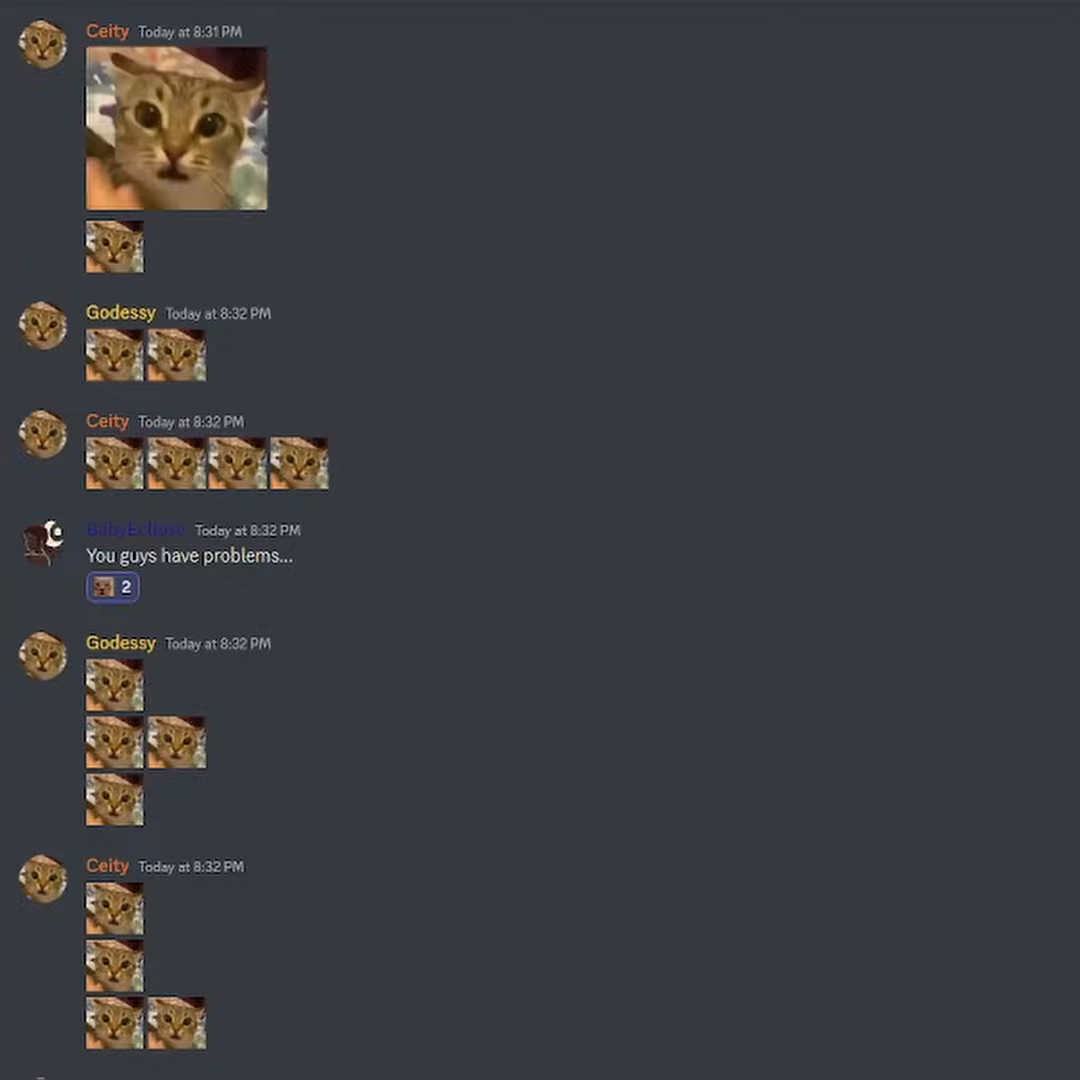 Ceity Today at 8:31 PM
Godessy Today at 8:32 PM
Ceity Today at 8:32 PM
BabyEclipse Today at 8:32 PM
You guys have problems...
2
Godessy Today at 8:32 PM
Ceity Today at 8:32 PM